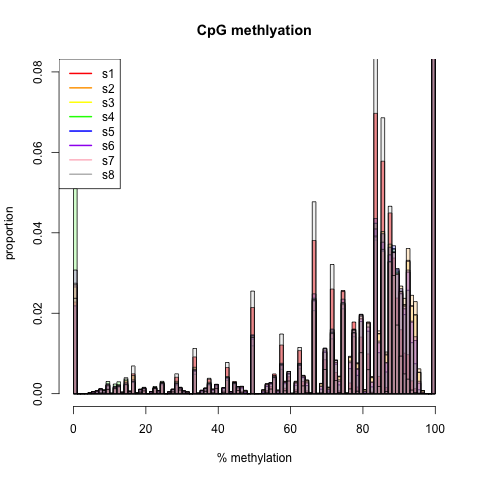 CpG methlyation
0.08
s1
s2
s3
s4
s5
s6
s7
s8
0.06
0.04
0.02
0.00
proportion
0 20 40 60 80 100
% methylation